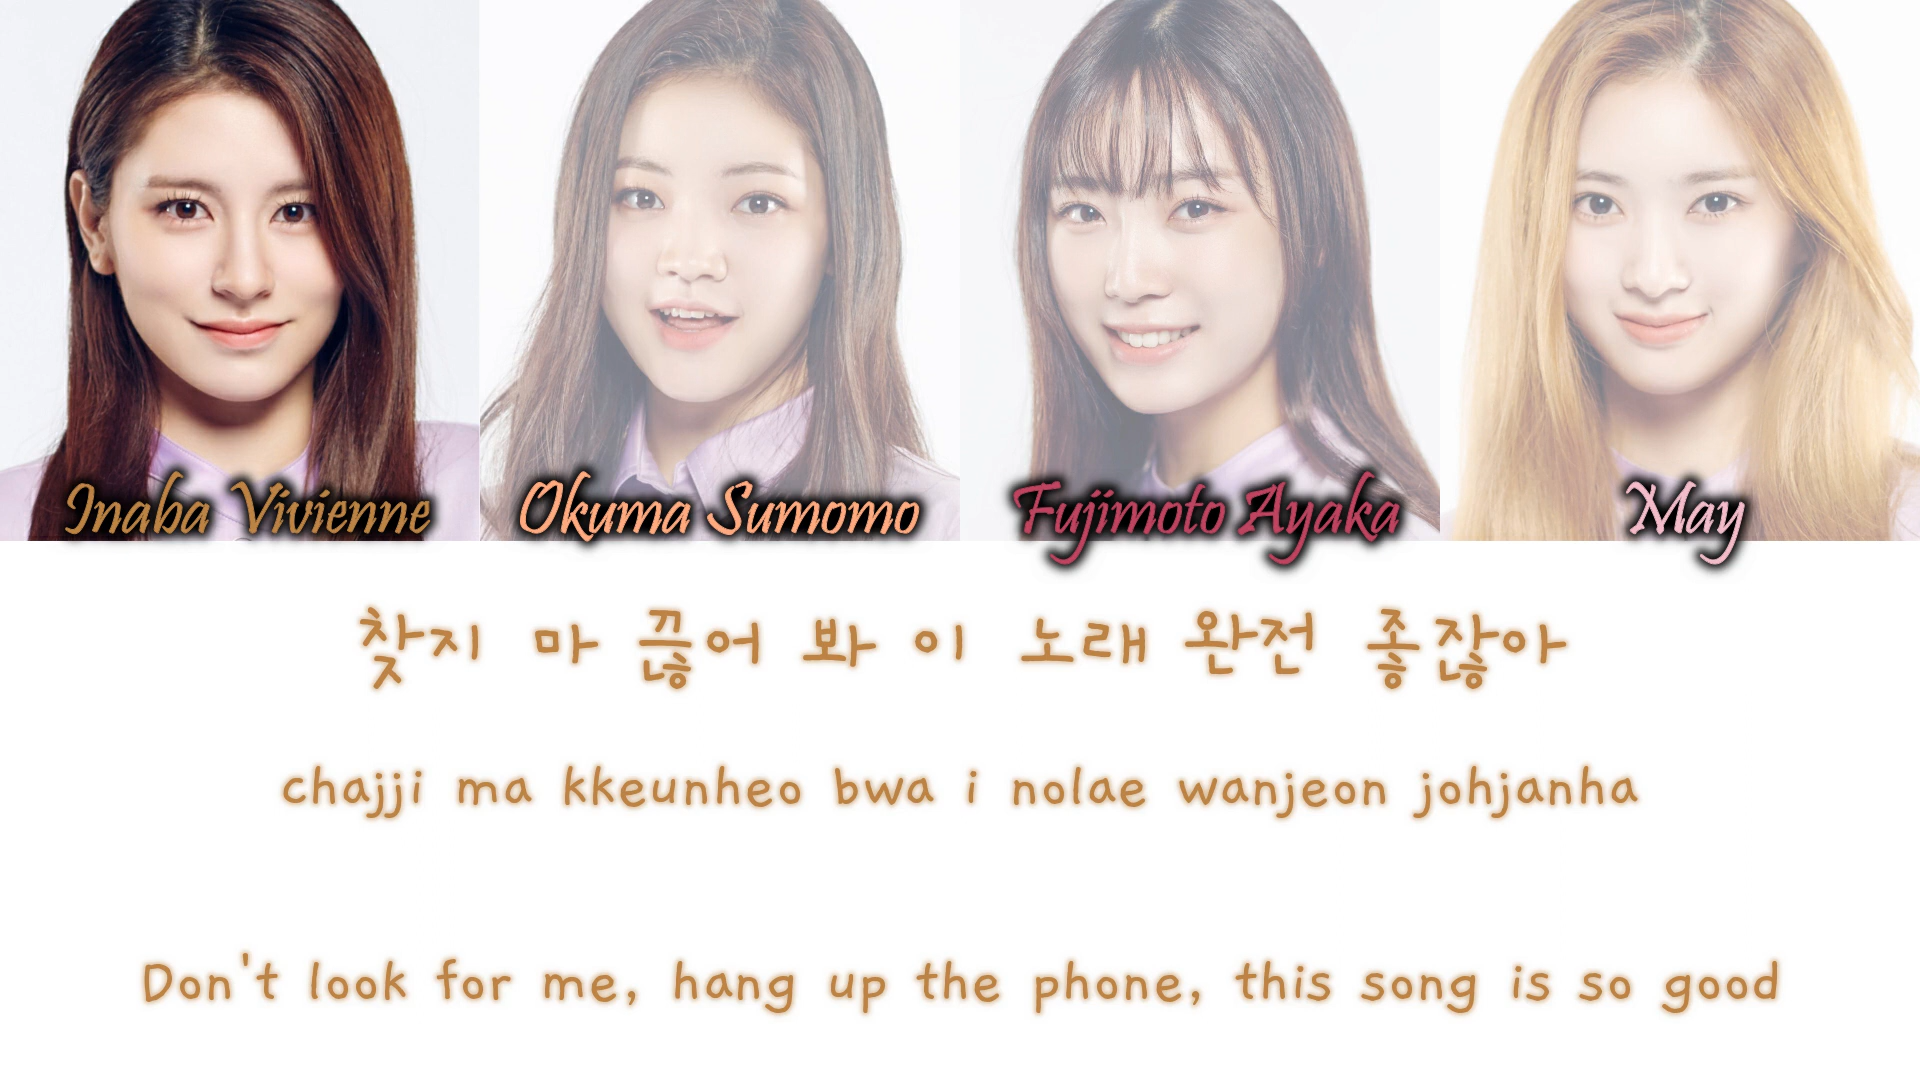 Inaba Vivienne
Okuma Sumomo
Fujimoto Ayaka
May
찾지 마 끊어 봐 이 노래 완전 좋잖아
chajji ma kkeunheo bwa i nolae wanjeon johjanha
Don't look for me, hang up the phone, this song is so good